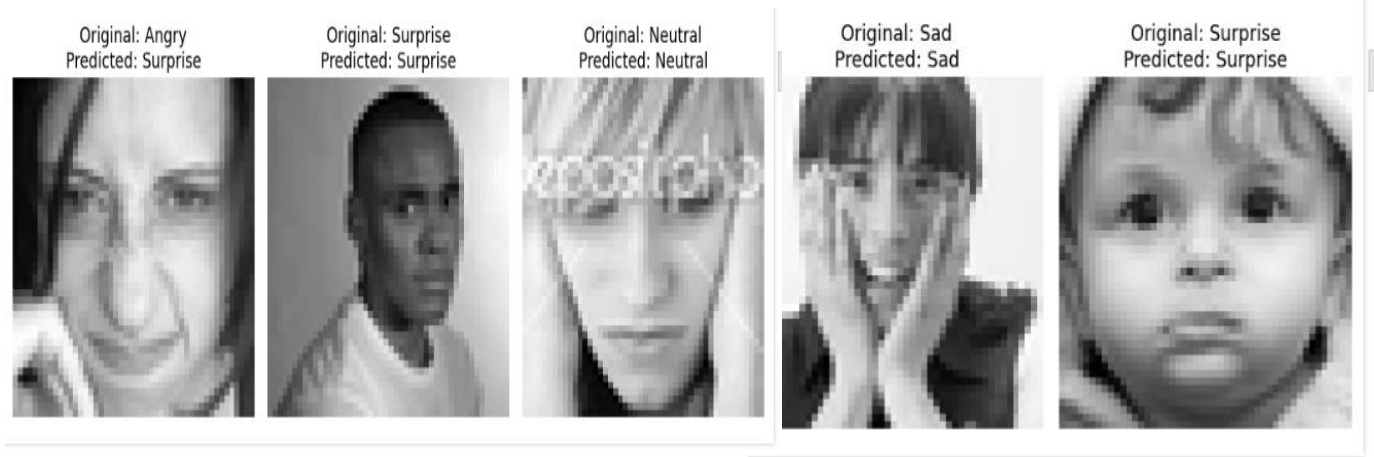 Original: Angry
Predicted: Surprise
Original: Surprise
Predicted: Surprise
Original: Neutral
Predicted: Neutral
Original: Sad
Predicted: Sad
Original: Surprise
Predicted: Surprise